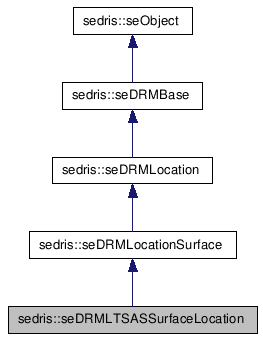 sedris::seObject
sedris::seDRMBase
sedris::seDRMLocation
sedris::seDRMLocationSurface
sedris::seDRMLTSASSurfaceLocation